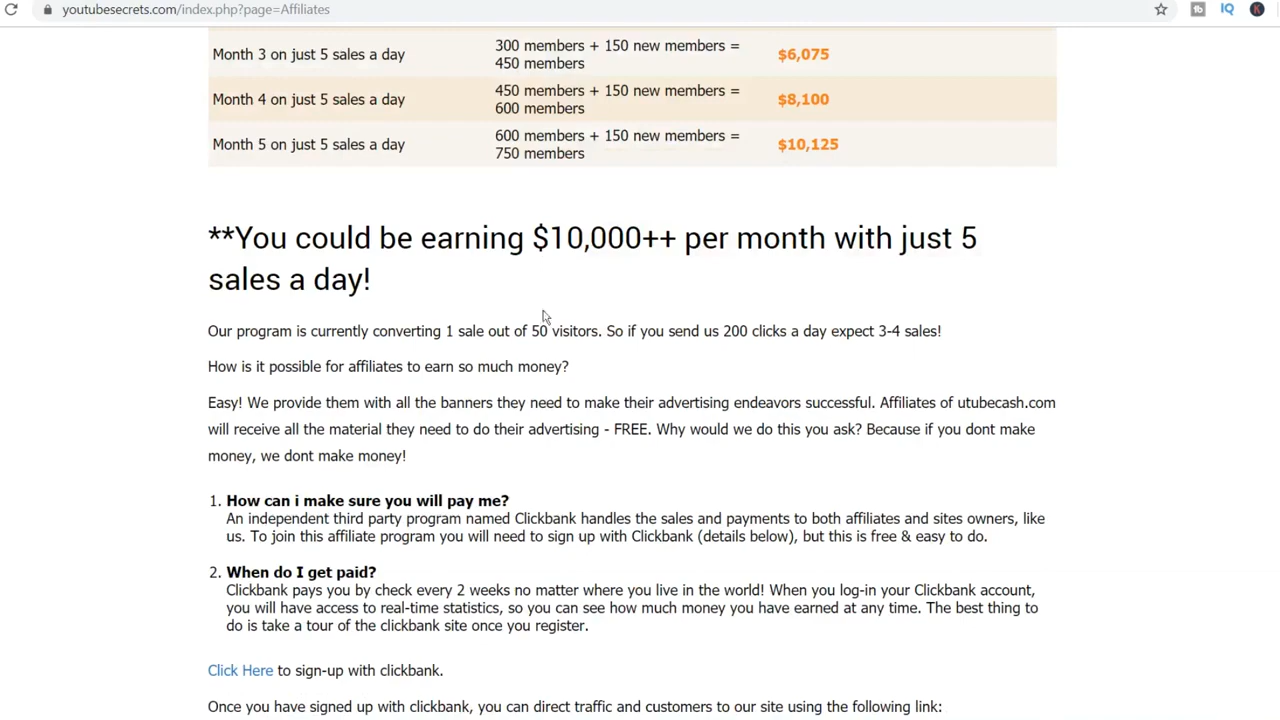 youtubesecrets.com/index.php?page=Affiliates
Month 3 on just 5 sales a day
300 members + 150 new members =
450 members
$6,075
Month 4 on just 5 sales a day
450 members + 150 new members =
600 members
$8,100
Month 5 on just 5 sales a day
600 members + 150 new members =
750 members
$10,125
**You could be earning $10,000++ per month with just 5
sales a day!
Our program is currently converting 1 sale out of 50 visitors. So if you send us 200 clicks a day expect 3-4 sales!
How is it possible for affiliates to earn so much money?
Easy! We provide them with all the banners they need to make their advertising endeavors successful. Affiliates of utubecash.com
will receive all the material they need to do their advertising - FREE. Why would we do this you ask? Because if you dont make
money, we dont make money!
1. How can i make sure you will pay me?
An independent third party program named Clickbank handles the sales and payments to both affiliates and sites owners, like
us. To join this affiliate program you will need to sign up with Clickbank (details below), but this is free & easy to do.
2. When do I get paid?
Clickbank pays you by check every 2 weeks no matter where you live in the world! When you log-in your Clickbank account,
you will have access to real-time statistics, so you can see how much money you have earned at any time. The best thing to
do is take a tour of the clickbank site once you register.
Click Here to sign-up with clickbank.
Once you have signed up with clickbank, you can direct traffic and customers to our site using the following link:
tb
IQ
K